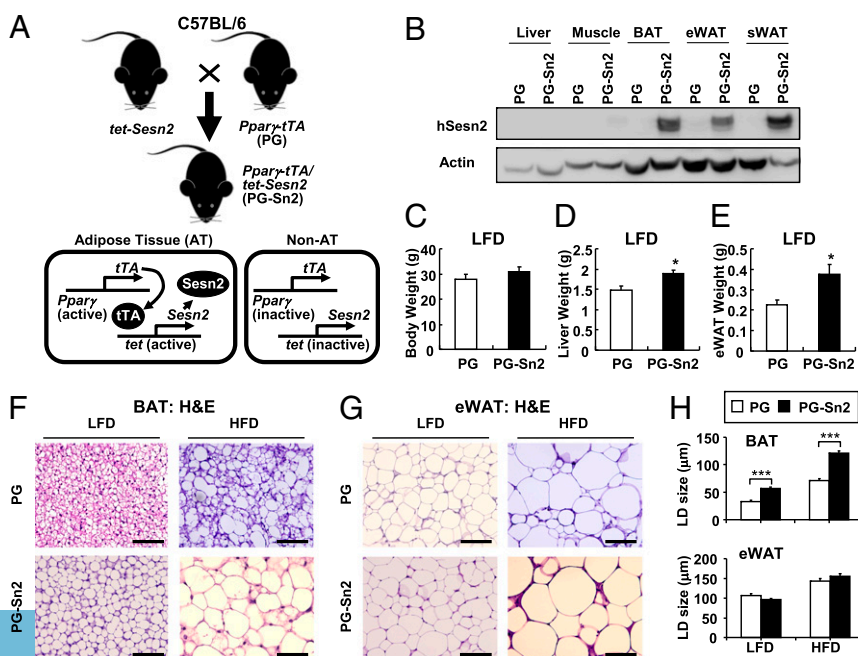 A
C57BL/6
tet-Sesn2
Pparγ-tTA
(PG)
Pparγ-tTA/
tet-Sesn2
(PG-Sn2)
Adipose Tissue (AT)
Non-AT
tTA
Sesn2
Pparγ
(active)
tTA
Sesn2
tet (active)
tTA
Pparγ
(inactive)
Sesn2
tet (inactive)
B
Liver Muscle BAT eWAT sWAT
PG PG-Sn2 PG PG-Sn2 PG PG-Sn2 PG PG-Sn2 PG PG-Sn2
hSesn2
Actin
C
LFD
Body Weight (g)
40
30
20
10
0
PG PG-Sn2
D
LFD
Liver Weight (g)
2.5
2
1.5
1
0.5
0
*
PG PG-Sn2
E
LFD
eWAT Weight (g)
0.5
0.4
0.3
0.2
0.1
0
*
PG PG-Sn2
F
BAT: H&E
LFD HFD
PG
PG-Sn2
G
eWAT: H&E
LFD HFD
PG
PG-Sn2
H
PG PG-Sn2
BAT
LD size (μm)
150
100
50
0
***
***
eWAT
LD size (μm)
200
150
100
50
0
LFD HFD